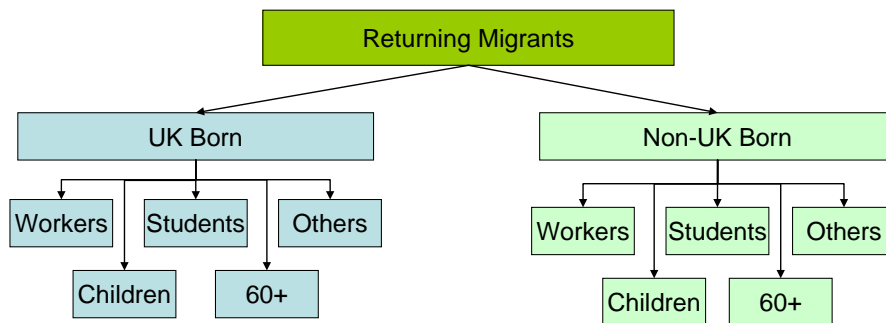 Returning Migrants
UK Born
Non-UK Born
Workers
Students
Others
Workers
Students
Others
Children
60+
Children
60+